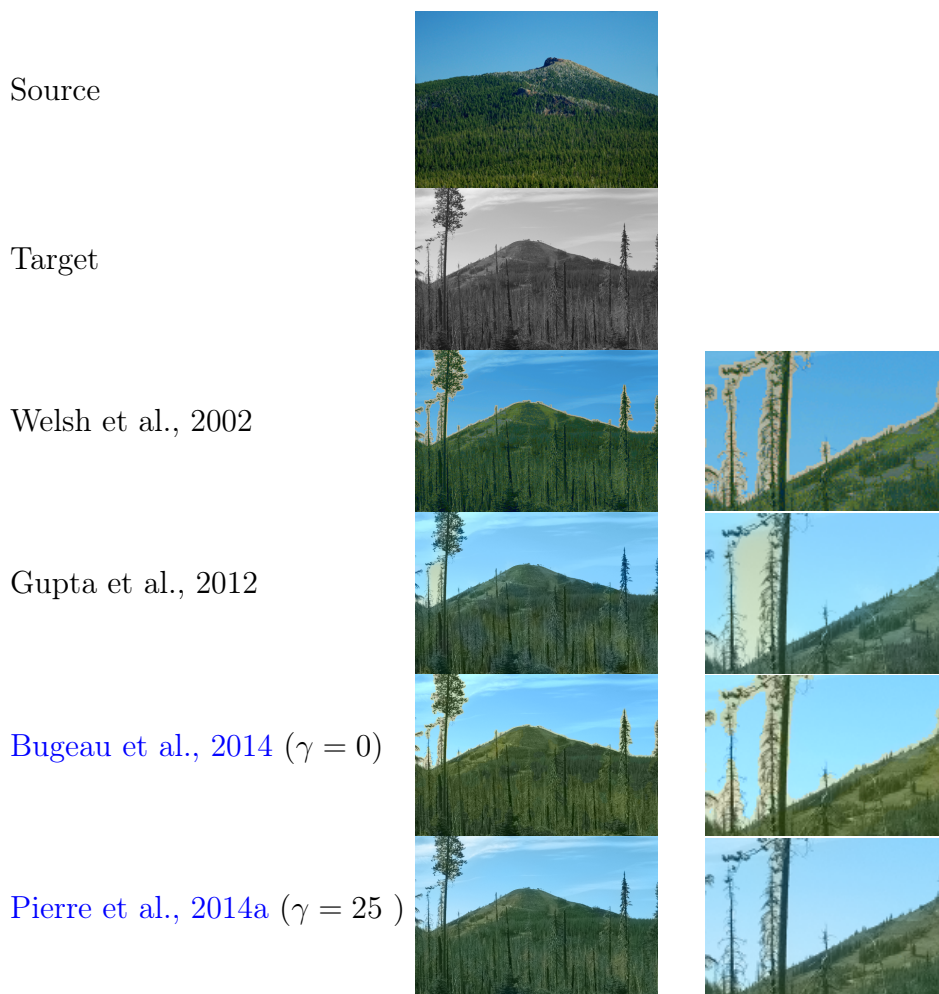 Source
Target
Welsh et al., 2002
Gupta et al., 2012
Bugeau et al., 2014 (γ = 0)
Pierre et al., 2014a (γ = 25 )